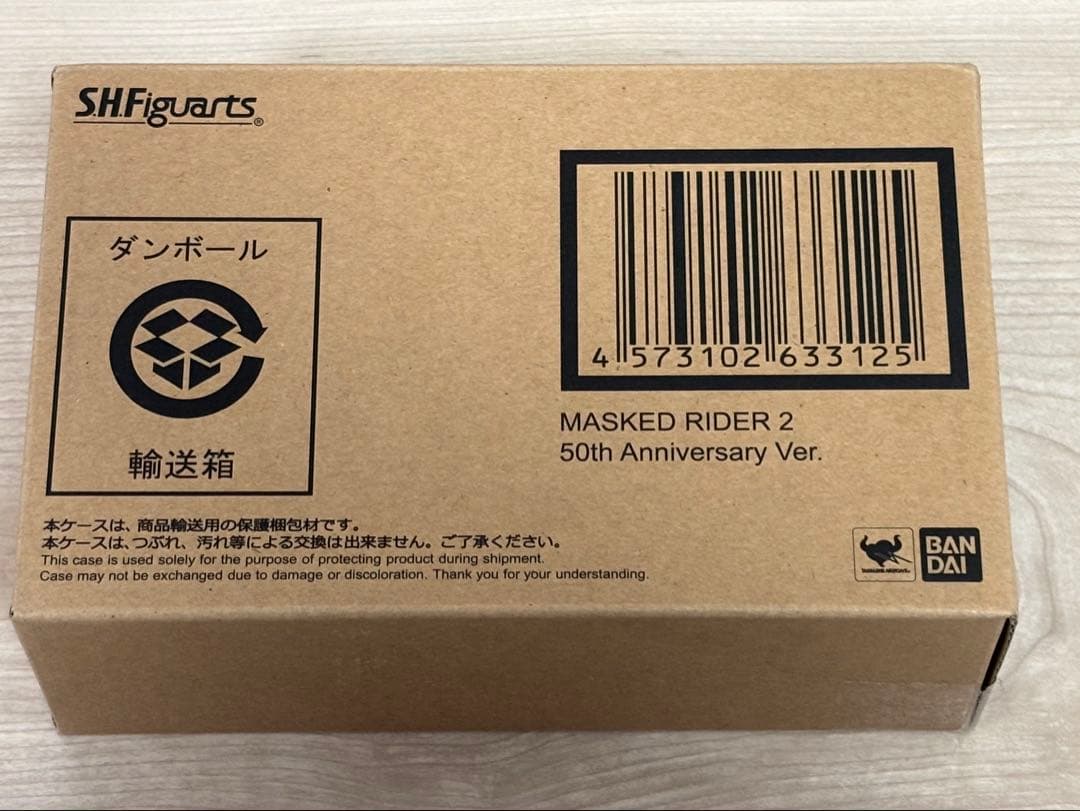 S.H.Figuarts®
ダンボール
輸送箱
4 573102 633125
MASKED RIDER 2
50th Anniversary Ver.
本ケースは、商品輸送用の保護梱包材です。
本ケースは、つぶれ、汚れ等による交換は出来ません。ご了承ください。
This case is used solely for the purpose of protecting product during shipment.
Case may not be exchanged due to damage or discoloration. Thank you for your understanding.
BAN
DAI